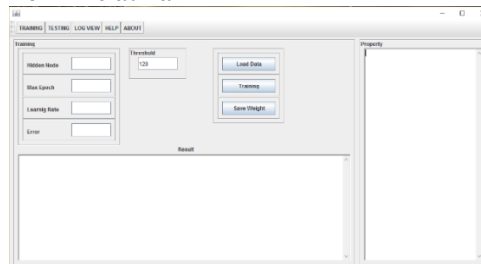 TRAINING TESTING LOG VIEW HELP ABOUT
Training
Hidden Node
Max Epoch
Learnig Rate
Error
Threshold
128
Load Data
Training
Save Weight
Result
Property